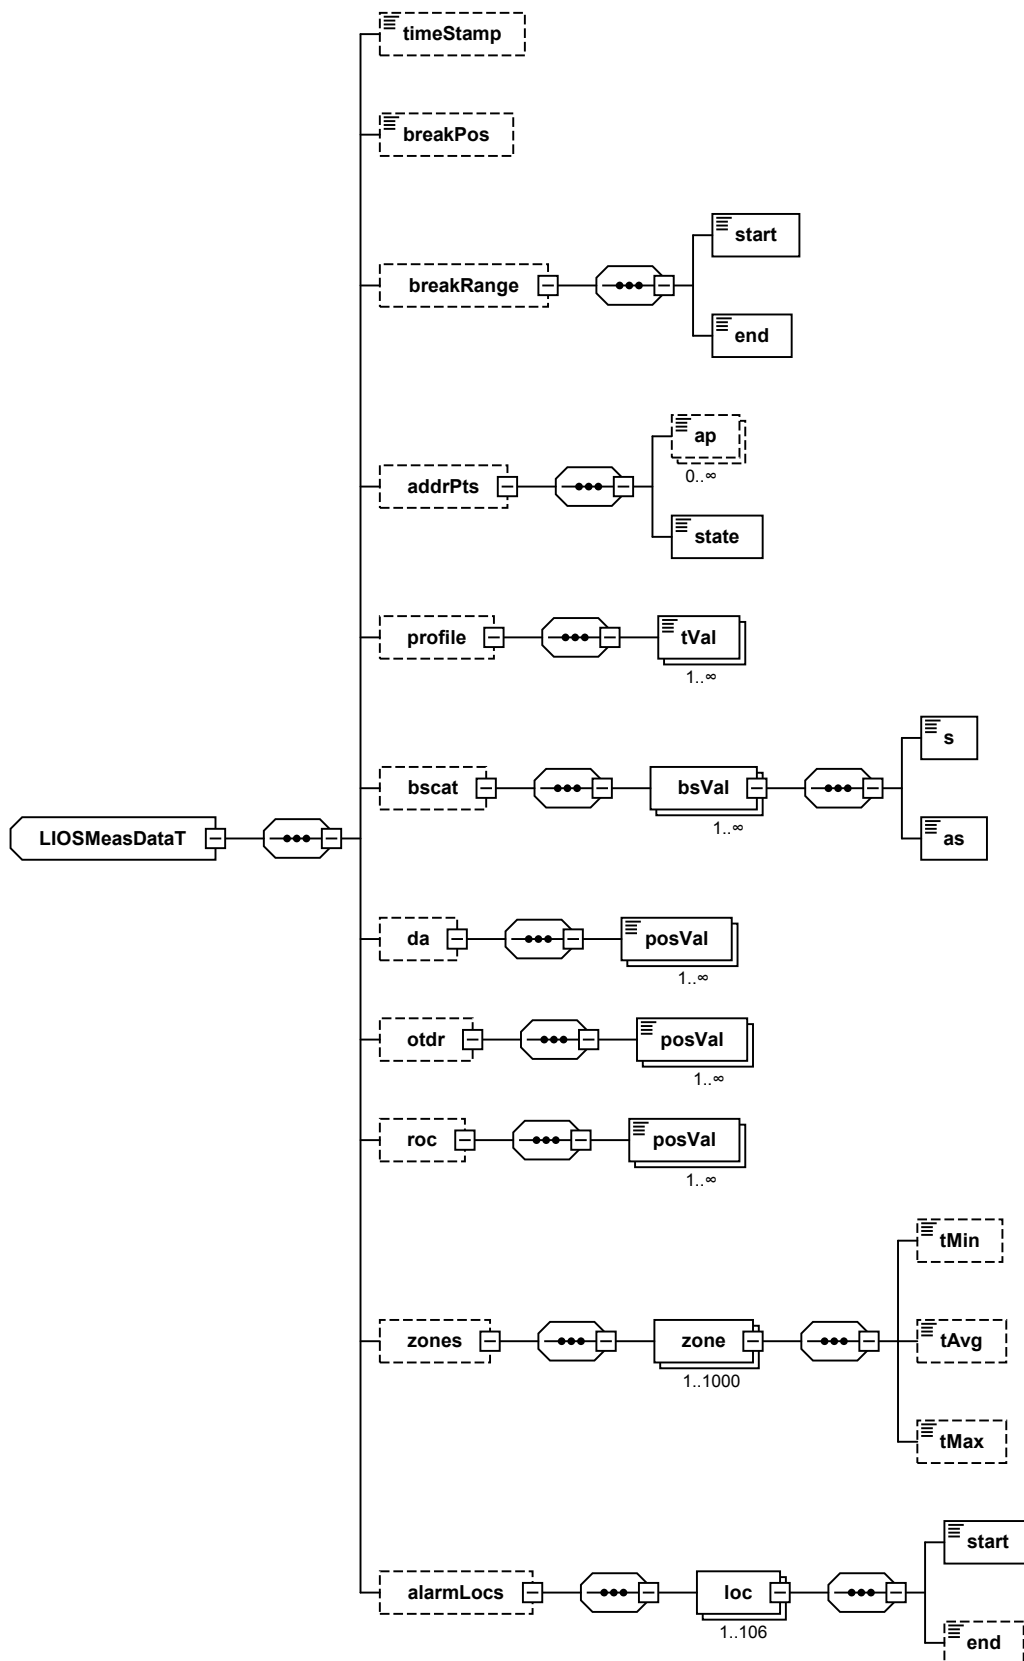 timeStamp
breakPos
start
breakRange
end
ap
0..∞
addrPts
state
profile
tVal
1..∞
s
bscat
bsVal
1..∞
LIOSMeasDataT
as
da
posVal
1..∞
otdr
posVal
1..∞
roc
posVal
1..∞
tMin
zones
zone
tAvg
1..1000
tMax
start
alarmLocs
loc
1..106
end